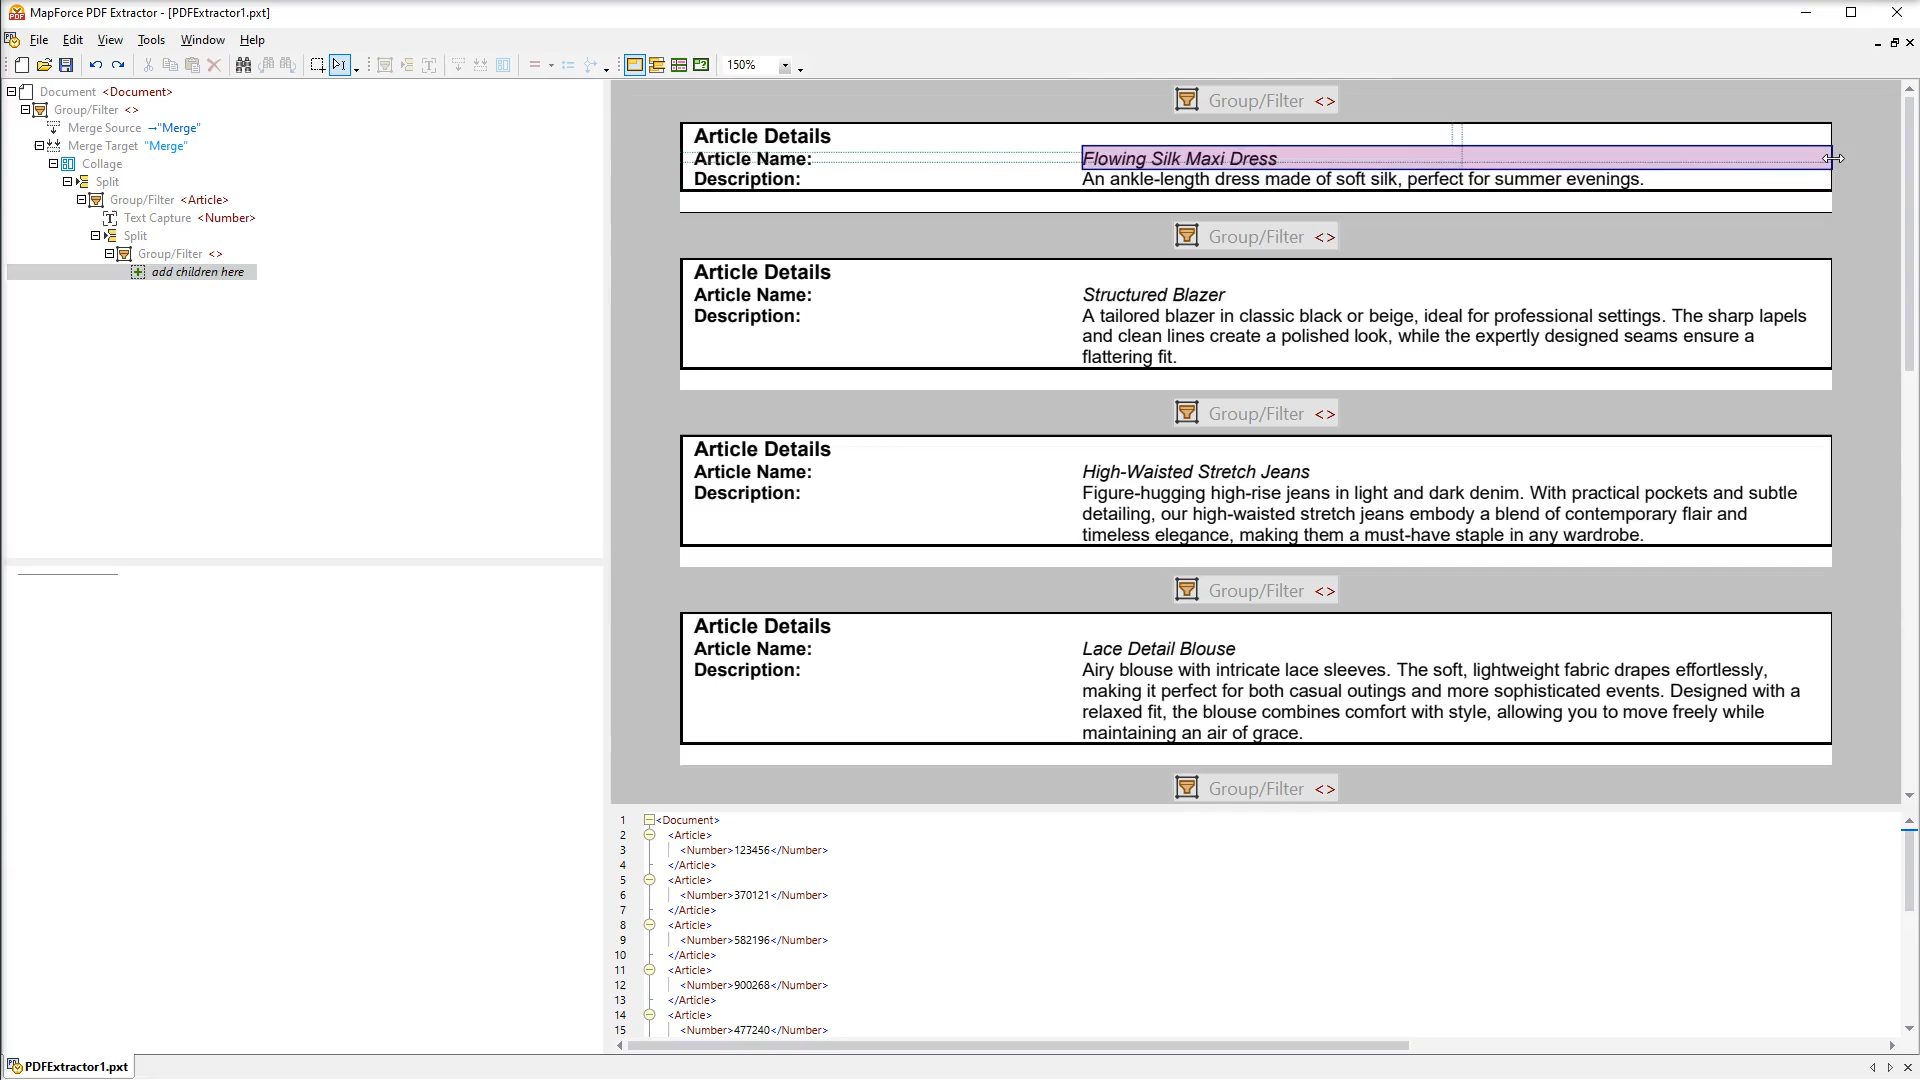 MapForce PDF Extractor - [PDFExtractor1.pxt]
File Edit View Tools Window Help
150%
Document <Document>
Group/Filter <>
Merge Source →"Merge"
Merge Target "Merge"
Collage
Split
Group/Filter <Article>
Text Capture <Number>
Split
Group/Filter <>
add children here
Group/Filter <>
Article Details
Article Name: Flowing Silk Maxi Dress
Description: An ankle-length dress made of soft silk, perfect for summer evenings.
Group/Filter <>
Article Details
Article Name: Structured Blazer
Description: A tailored blazer in classic black or beige, ideal for professional settings. The sharp lapels
and clean lines create a polished look, while the expertly designed seams ensure a
flattering fit.
Group/Filter <>
Article Details
Article Name: High-Waisted Stretch Jeans
Description: Figure-hugging high-rise jeans in light and dark denim. With practical pockets and subtle
detailing, our high-waisted stretch jeans embody a blend of contemporary flair and
timeless elegance, making them a must-have staple in any wardrobe.
Group/Filter <>
Article Details
Article Name: Lace Detail Blouse
Description: Airy blouse with intricate lace sleeves. The soft, lightweight fabric drapes effortlessly,
making it perfect for both casual outings and more sophisticated events. Designed with a
relaxed fit, the blouse combines comfort with style, allowing you to move freely while
maintaining an air of grace.
Group/Filter <>
1 <Document>
2 <Article>
3 <Number>123456</Number>
4 </Article>
5 <Article>
6 <Number>370121</Number>
7 </Article>
8 <Article>
9 <Number>582196</Number>
10 </Article>
11 <Article>
12 <Number>900268</Number>
13 </Article>
14 <Article>
15 <Number>477240</Number>
PDFExtractor1.pxt